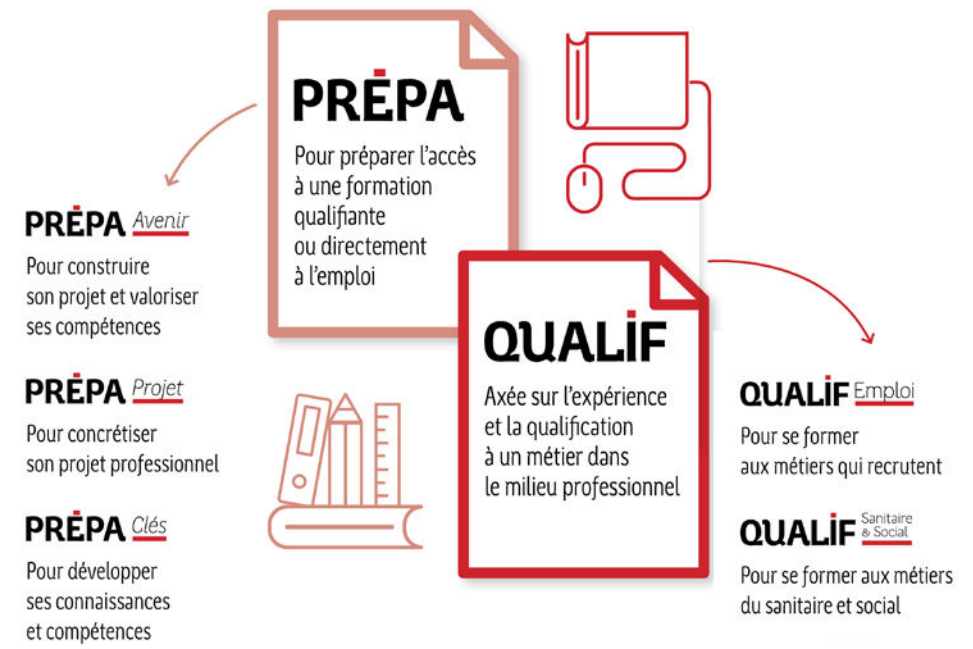 PRÉPA
Pour préparer l'accès
à une formation
qualifiante
ou directement
à l'emploi
PRÉPA Avenir
Pour construire
son projet et valoriser
ses compétences
PRÉPA Projet
Pour concrétiser
son projet professionnel
PRÉPA Clés
Pour développer
ses connaissances
et compétences
QUALIF
Axée sur l'expérience
et la qualification
à un métier dans
le milieu professionnel
QUALIF Emploi
Pour se former
aux métiers qui recrutent
QUALIF Sanitaire
& Social
Pour se former aux métiers
du sanitaire et social